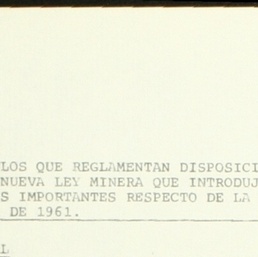 LOS QUE REGLAMENTAN DISPOSICI
NUEVA LEY MINERA QUE INTRODUJ
S IMPORTANTES RESPECTO DE LA
DE 1961.
L